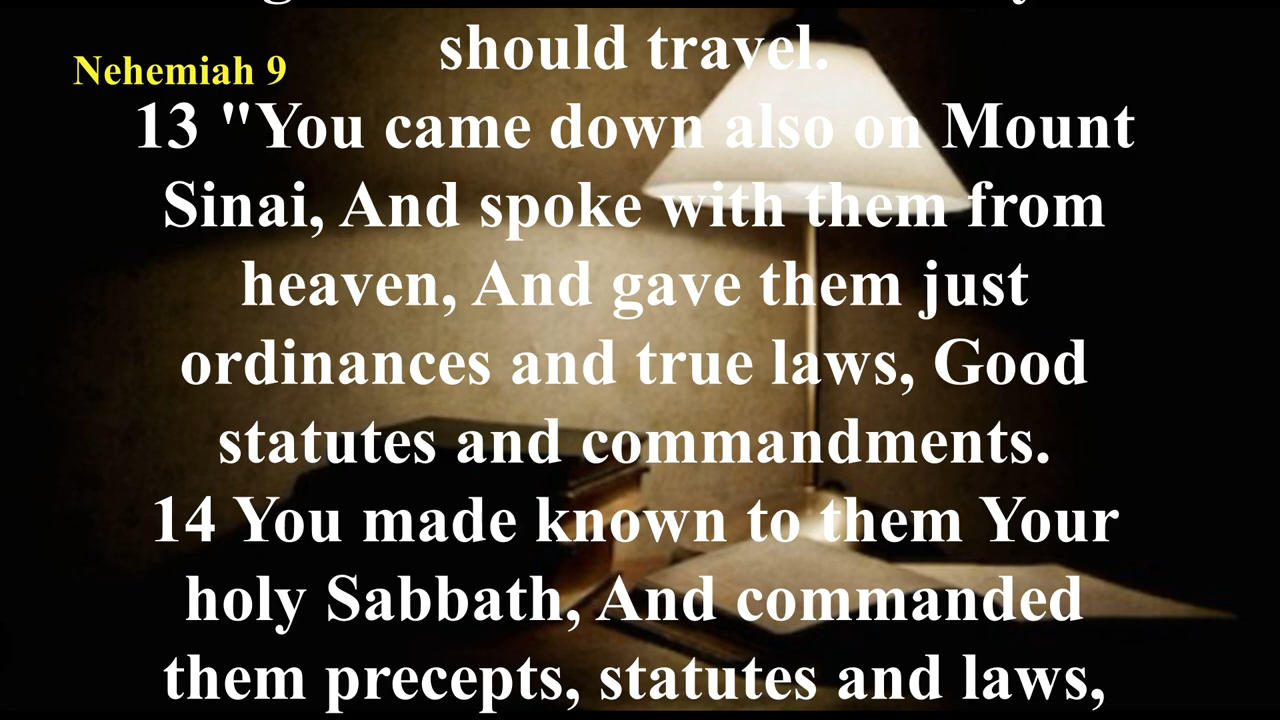 should travel.
Nehemiah 9
13 "You came down also on Mount
Sinai, And spoke with them from
heaven, And gave them just
ordinances and true laws, Good
statutes and commandments.
14 You made known to them Your
holy Sabbath, And commanded
them precepts, statutes and laws,